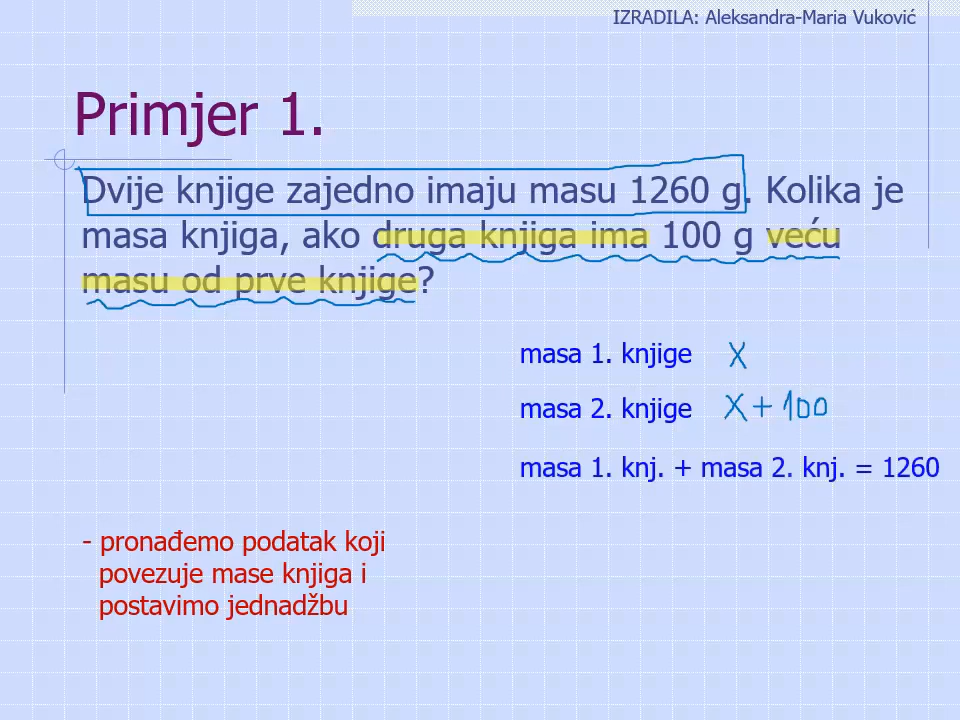 IZRADILA: Aleksandra-Maria Vuković
Primjer 1.
Dvije knjige zajedno imaju masu 1260 g. Kolika je
masa knjiga, ako druga knjiga ima 100 g veću
masu od prve knjige?
masa 1. knjige x
masa 2. knjige x + 100
masa 1. knj. + masa 2. knj. = 1260
- pronađemo podatak koji
povezuje mase knjiga i
postavimo jednadžbu